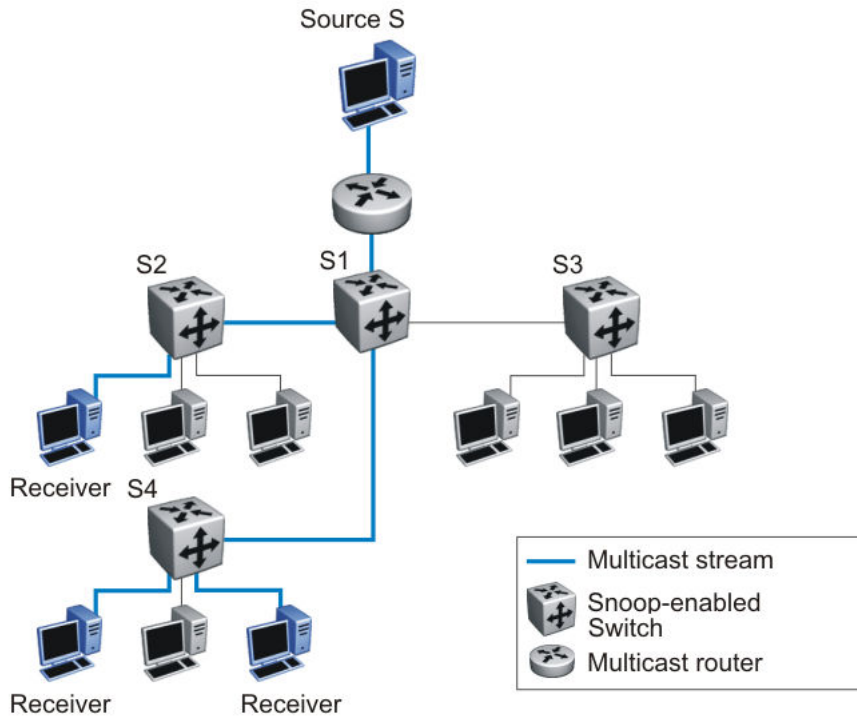 Source S
S2
S1
S3
Receiver
S4
Receiver
Receiver
Multicast stream
Snoop-enabled
Switch
Multicast router